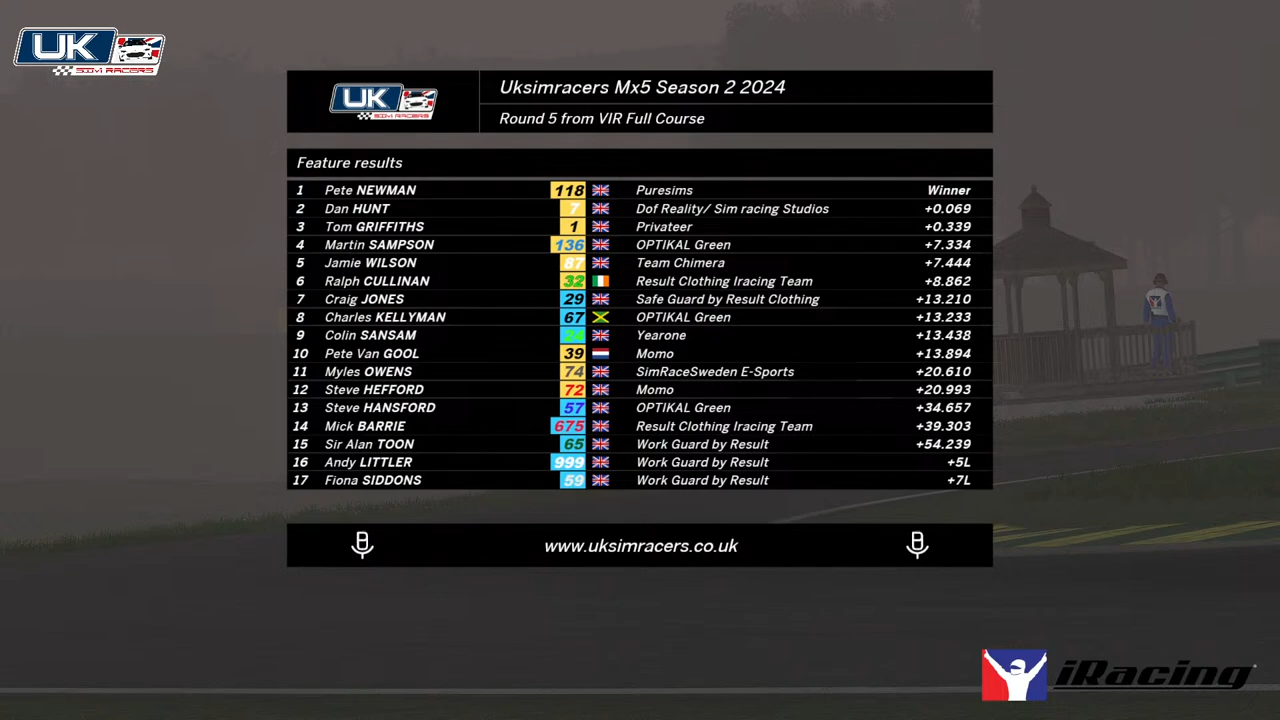 UK
SIM RACERS
UK
SIM RACERS
Uksimracers Mx5 Season 2 2024
Round 5 from VIR Full Course
Feature results
1 Pete NEWMAN 118 Puresims Winner
2 Dan HUNT 7 Dof Reality/ Sim racing Studios +0.069
3 Tom GRIFFITHS 1 Privateer +0.339
4 Martin SAMPSON 136 OPTIKAL Green +7.334
5 Jamie WILSON 87 Team Chimera +7.444
6 Ralph CULLINAN 32 Result Clothing Iracing Team +8.862
7 Craig JONES 29 Safe Guard by Result Clothing +13.210
8 Charles KELLYMAN 67 OPTIKAL Green +13.233
9 Colin SANSAM 24 Yearone +13.438
10 Pete Van GOOL 39 Momo +13.894
11 Myles OWENS 74 SimRaceSweden E-Sports +20.610
12 Steve HEFFORD 72 Momo +20.993
13 Steve HANSFORD 57 OPTIKAL Green +34.657
14 Mick BARRIE 675 Result Clothing Iracing Team +39.303
15 Sir Alan TOON 65 Work Guard by Result +54.239
16 Andy LITTLER 999 Work Guard by Result +5L
17 Fiona SIDDONS 59 Work Guard by Result +7L
www.uksimracers.co.uk
iRacing